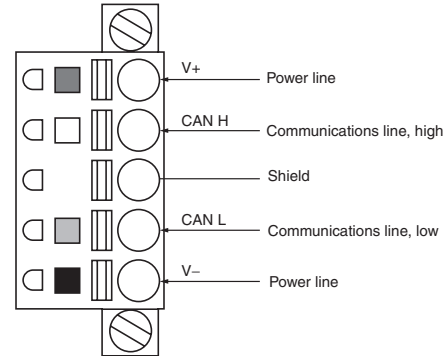 V+
Power line
CAN H
Communications line, high
Shield
CAN L
Communications line, low
V–
Power line